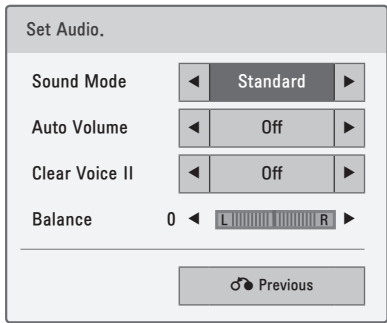 Set Audio.
Sound Mode ◀ Standard ▶
Auto Volume ◀ Off ▶
Clear Voice II ◀ Off ▶
Balance 0 ◀ L R ▶
Previous